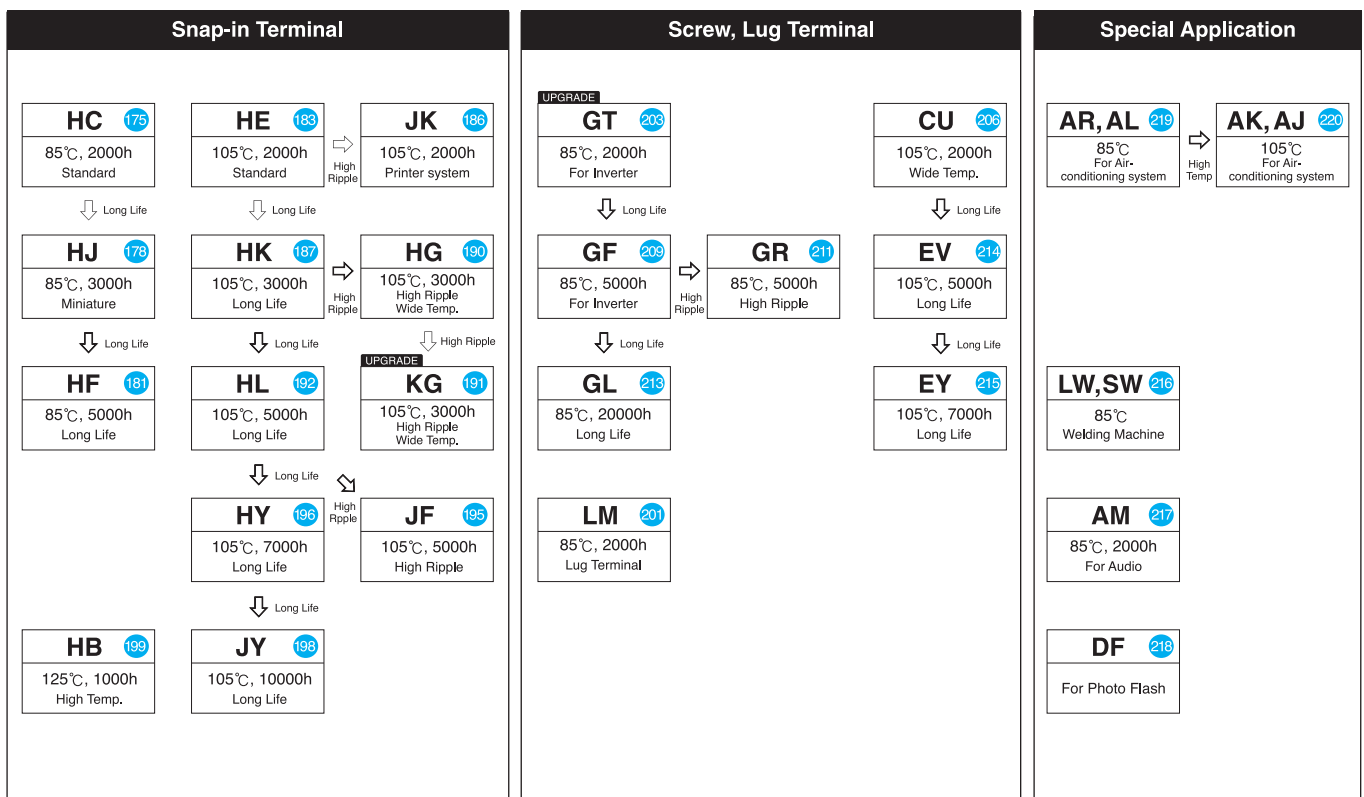 Snap-in Terminal
HC 175
85℃, 2000h
Standard
Long Life
HJ 178
85℃, 3000h
Miniature
Long Life
HF 181
85℃, 5000h
Long Life
HB 199
125℃, 1000h
High Temp.
HE 183
105℃, 2000h
Standard
High
Ripple
JK 186
105℃, 2000h
Printer system
Long Life
HK 187
105℃, 3000h
Long Life
High
Ripple
HG 190
105℃, 3000h
High Ripple
Wide Temp.
Long Life
High Ripple
HL 192
105℃, 5000h
Long Life
UPGRADE
KG 191
105℃, 3000h
High Ripple
Wide Temp.
Long Life
High
Rpple
HY 196
105℃, 7000h
Long Life
JF 195
105℃, 5000h
High Ripple
Long Life
JY 198
105℃, 10000h
Long Life
Screw, Lug Terminal
UPGRADE
GT 203
85℃, 2000h
For Inverter
Long Life
GF 209
85℃, 5000h
For Inverter
High
Ripple
GR 211
85℃, 5000h
High Ripple
Long Life
GL 213
85℃, 20000h
Long Life
LM 201
85℃, 2000h
Lug Terminal
CU 206
105℃, 2000h
Wide Temp.
Long Life
EV 214
105℃, 5000h
Long Life
Long Life
EY 215
105℃, 7000h
Long Life
Special Application
AR, AL 219
85℃
For Air-
conditioning system
High
Temp
AK, AJ 220
105℃
For Air-
conditioning system
LW,SW 216
85℃
Welding Machine
AM 217
85℃, 2000h
For Audio
DF 218
For Photo Flash